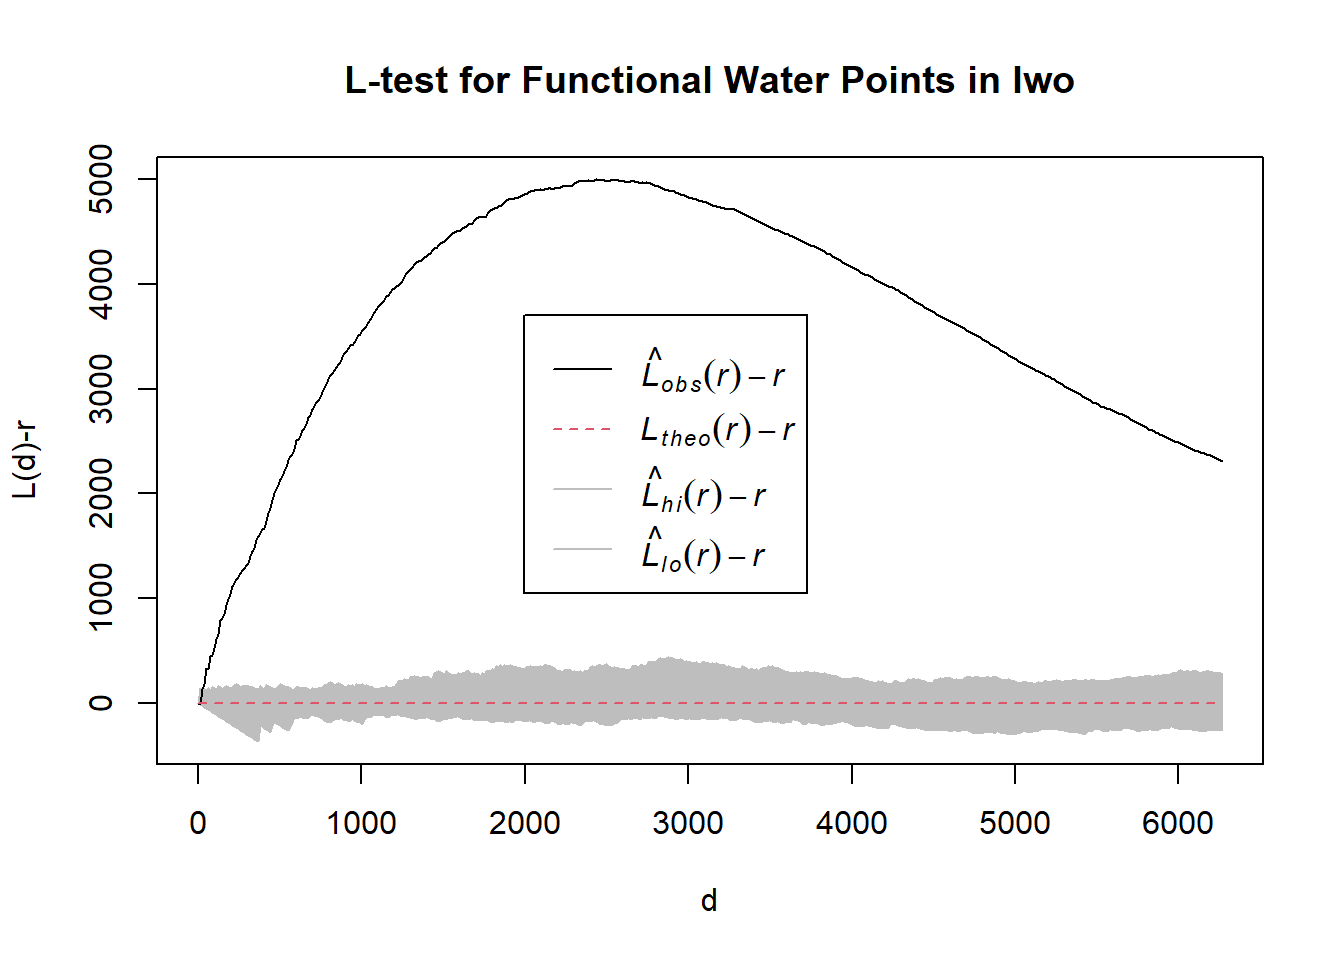 L-test for Functional Water Points in Iwo
L(d)-r
5000
4000
3000
2000
1000
0
L̂obs(r) − r
Ltheo(r) − r
L̂hi(r) − r
L̂lo(r) − r
0 1000 2000 3000 4000 5000 6000
d